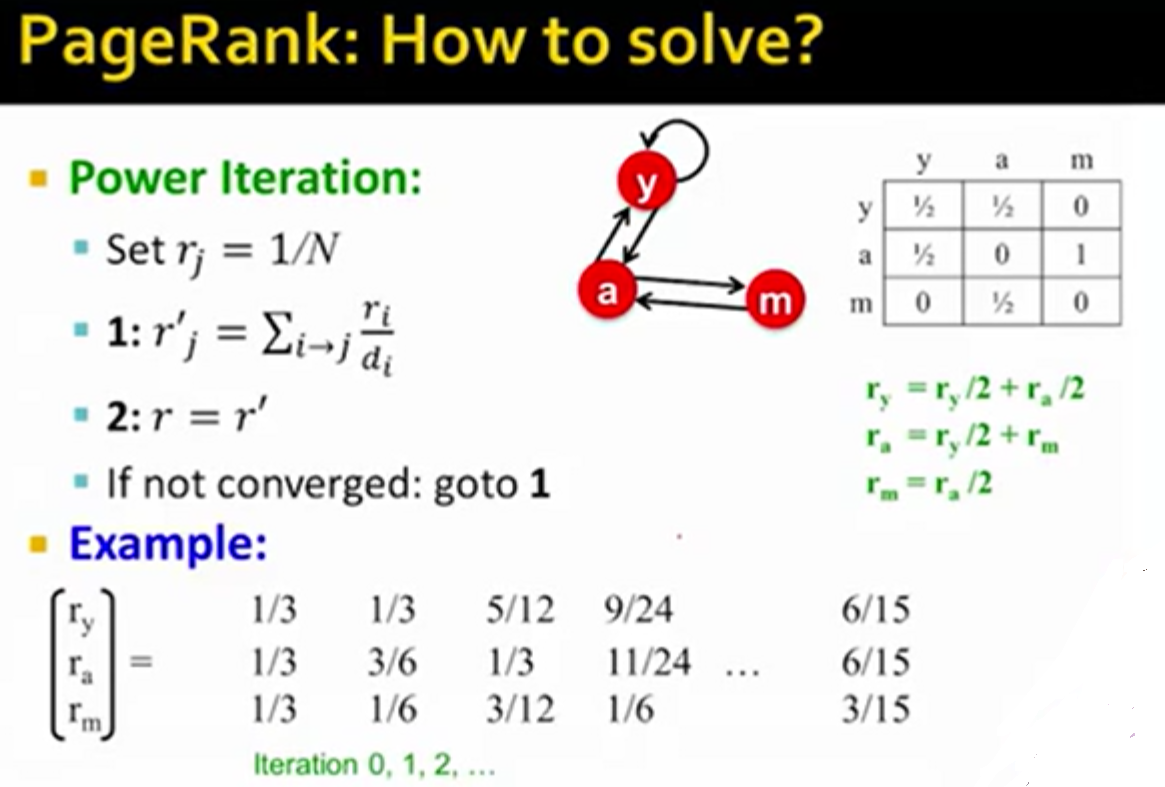 PageRank: How to solve?
Power Iteration:
Set r_j = 1/N
1: r'_j = ∑_{i→j} r_i/d_i
2: r = r'
If not converged: goto 1
y
a
m
y a m
y ½ ½ 0
a ½ 0 1
m 0 ½ 0
r_y = r_y/2 + r_a/2
r_a = r_y/2 + r_m
r_m = r_a/2
Example:
r_y 1/3 1/3 5/12 9/24 6/15
r_a = 1/3 3/6 1/3 11/24 … 6/15
r_m 1/3 1/6 3/12 1/6 3/15
Iteration 0, 1, 2, …